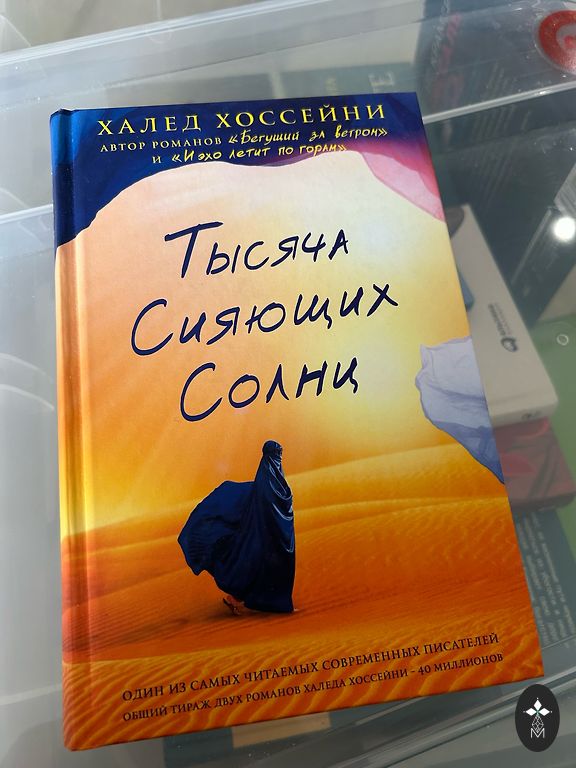 ХАЛЕД ХОССЕЙНИ
АВТОР РОМАНОВ «Бегущий за ветром»
И «И эхо летит по горам»
Тысяча
Сияющих
Солнц
ОДИН ИЗ САМЫХ ЧИТАЕМЫХ СОВРЕМЕННЫХ ПИСАТЕЛЕЙ
ОБЩИЙ ТИРАЖ ДВУХ РОМАНОВ ХАЛЕДА ХОССЕЙНИ – 40 МИЛЛИОНОВ